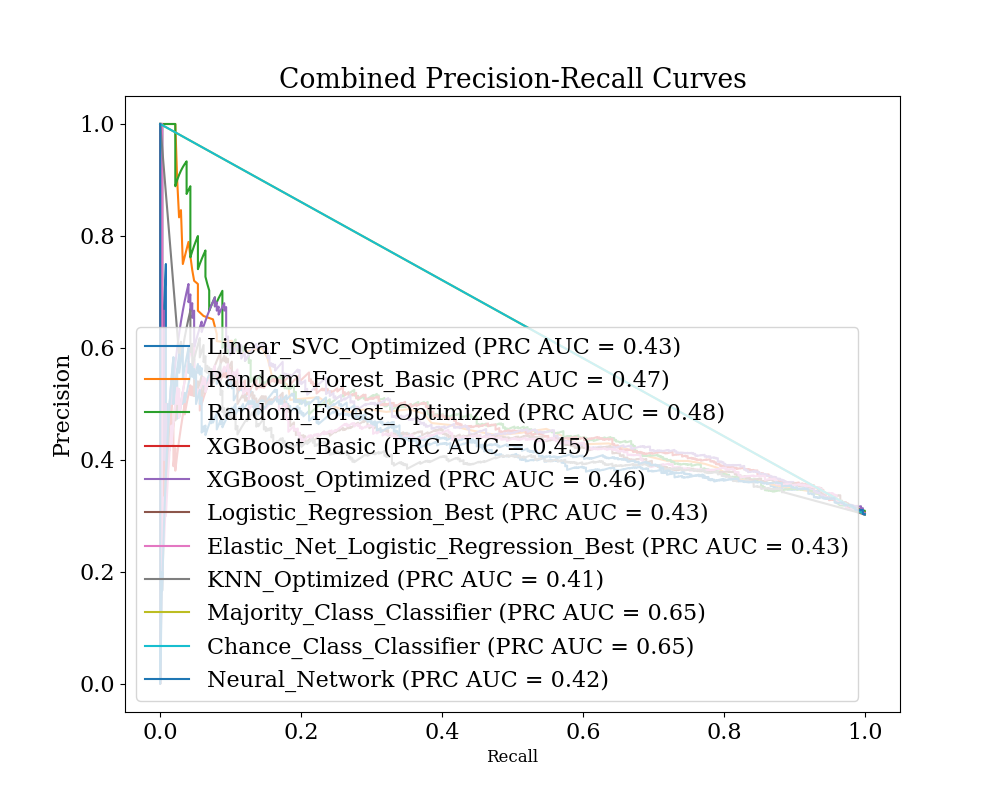 Combined Precision-Recall Curves
1.0
0.8
0.6
0.4
0.2
0.0
Precision
Linear_SVC_Optimized (PRC AUC = 0.43)
Random_Forest_Basic (PRC AUC = 0.47)
Random_Forest_Optimized (PRC AUC = 0.48)
XGBoost_Basic (PRC AUC = 0.45)
XGBoost_Optimized (PRC AUC = 0.46)
Logistic_Regression_Best (PRC AUC = 0.43)
Elastic_Net_Logistic_Regression_Best (PRC AUC = 0.43)
KNN_Optimized (PRC AUC = 0.41)
Majority_Class_Classifier (PRC AUC = 0.65)
Chance_Class_Classifier (PRC AUC = 0.65)
Neural_Network (PRC AUC = 0.42)
0.0 0.2 0.4 0.6 0.8 1.0
Recall